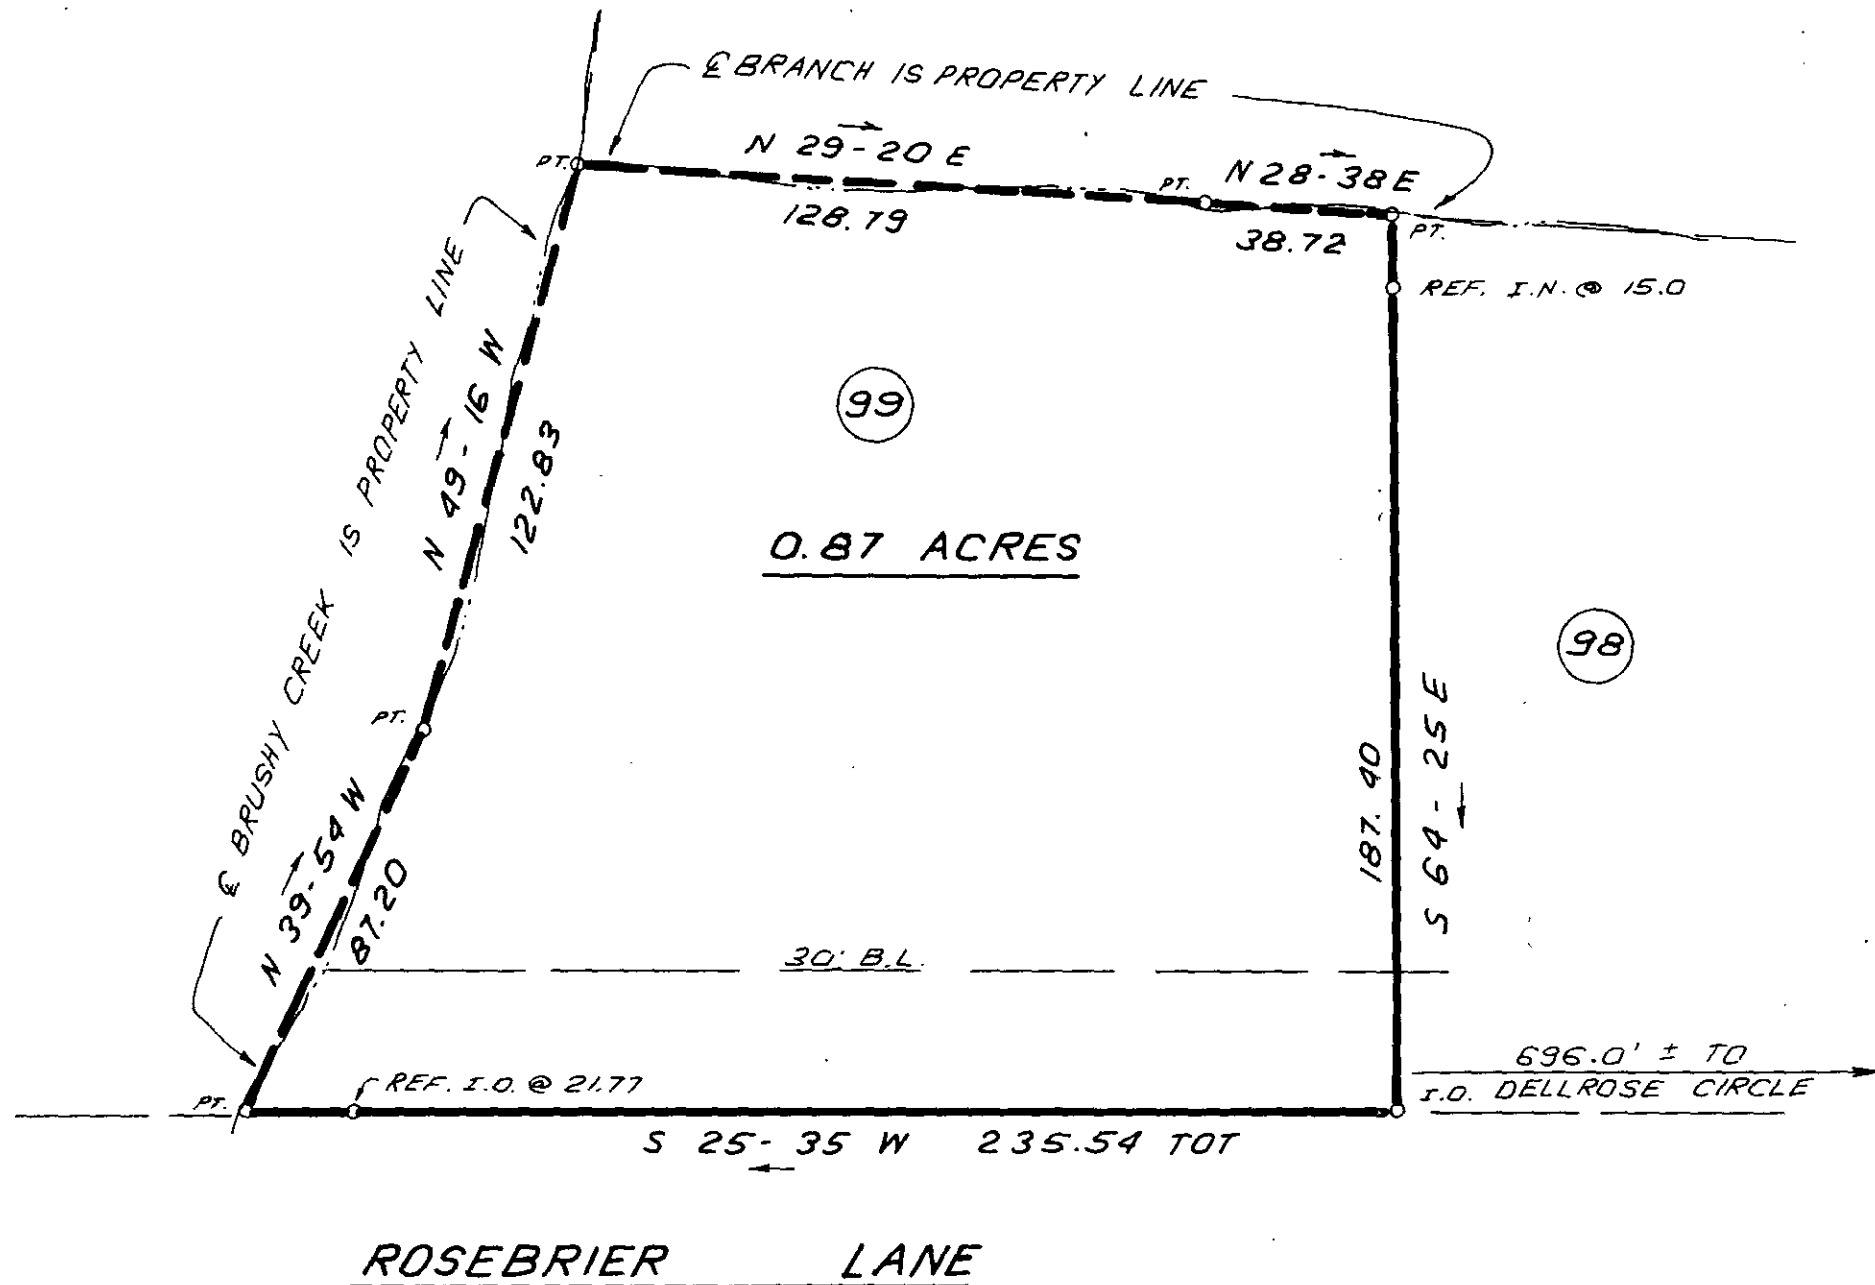 ℄ BRANCH IS PROPERTY LINE
N 29-20 E
128.79
N 28-38 E
38.72
PT.
PT.
PT.
REF. I.N. @ 15.0
℄ BRUSHY CREEK IS PROPERTY LINE
N 49-16 W
122.83
99
0.87 ACRES
98
PT.
N 39-54 W
87.20
187.40
S 64-25 E
30' B.L.
696.0' ± TO
I.O. DELLROSE CIRCLE
PT.
REF. I.O. @ 21.77
S 25-35 W 235.54 TOT
ROSEBRIER LANE